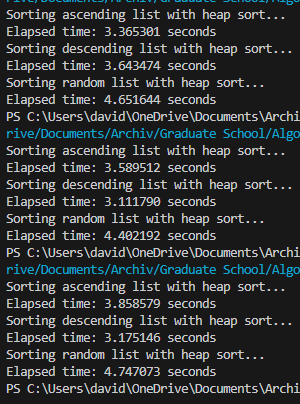 rive/Documents/Archiv/Graduate School/Algo
Sorting ascending list with heap sort...
Elapsed time: 3.365301 seconds
Sorting descending list with heap sort...
Elapsed time: 3.643474 seconds
Sorting random list with heap sort...
Elapsed time: 4.651644 seconds
PS C:\Users\david\OneDrive\Documents\Archi
rive/Documents/Archiv/Graduate School/Algo
Sorting ascending list with heap sort...
Elapsed time: 3.589512 seconds
Sorting descending list with heap sort...
Elapsed time: 3.111790 seconds
Sorting random list with heap sort...
Elapsed time: 4.402192 seconds
PS C:\Users\david\OneDrive\Documents\Archi
rive/Documents/Archiv/Graduate School/Algo
Sorting ascending list with heap sort...
Elapsed time: 3.858579 seconds
Sorting descending list with heap sort...
Elapsed time: 3.175146 seconds
Sorting random list with heap sort...
Elapsed time: 4.747073 seconds
PS C:\Users\david\OneDrive\Documents\Archi